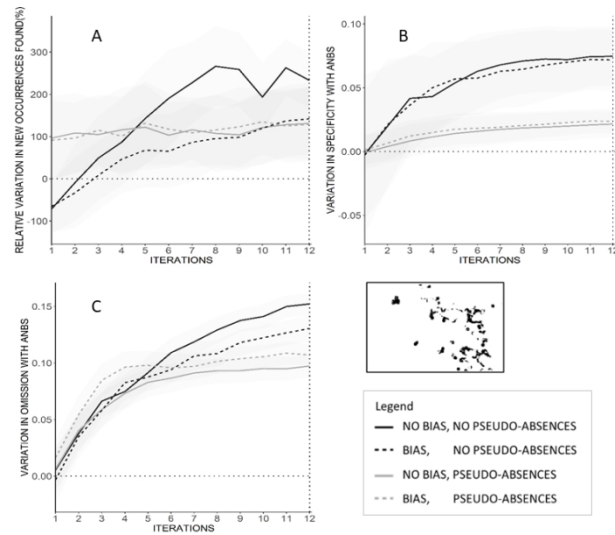 A
RELATIVE VARIATION IN NEW OCCURRENCES FOUND(%)
300
200
100
0
-100
1 2 3 4 5 6 7 8 9 10 11 12
ITERATIONS
B
VARIATION IN SPECIFICITY WITH ANBS
0.10
0.05
0.00
-0.05
1 2 3 4 5 6 7 8 9 10 11 12
ITERATIONS
C
VARIATION IN OMISSION WITH ANBS
0.15
0.10
0.05
0.00
1 2 3 4 5 6 7 8 9 10 11 12
ITERATIONS
Legend
NO BIAS, NO PSEUDO-ABSENCES
BIAS, NO PSEUDO-ABSENCES
NO BIAS, PSEUDO-ABSENCES
BIAS, PSEUDO-ABSENCES